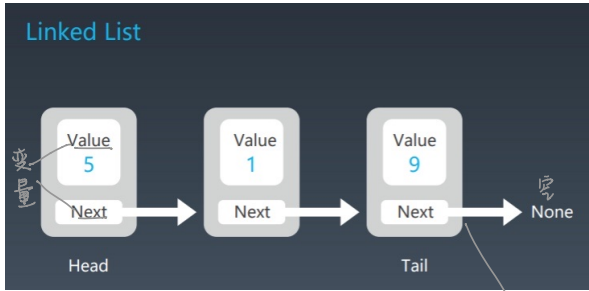 Linked List
Value Value Value
5 1 9
变量
空
Next Next Next None
Head Tail